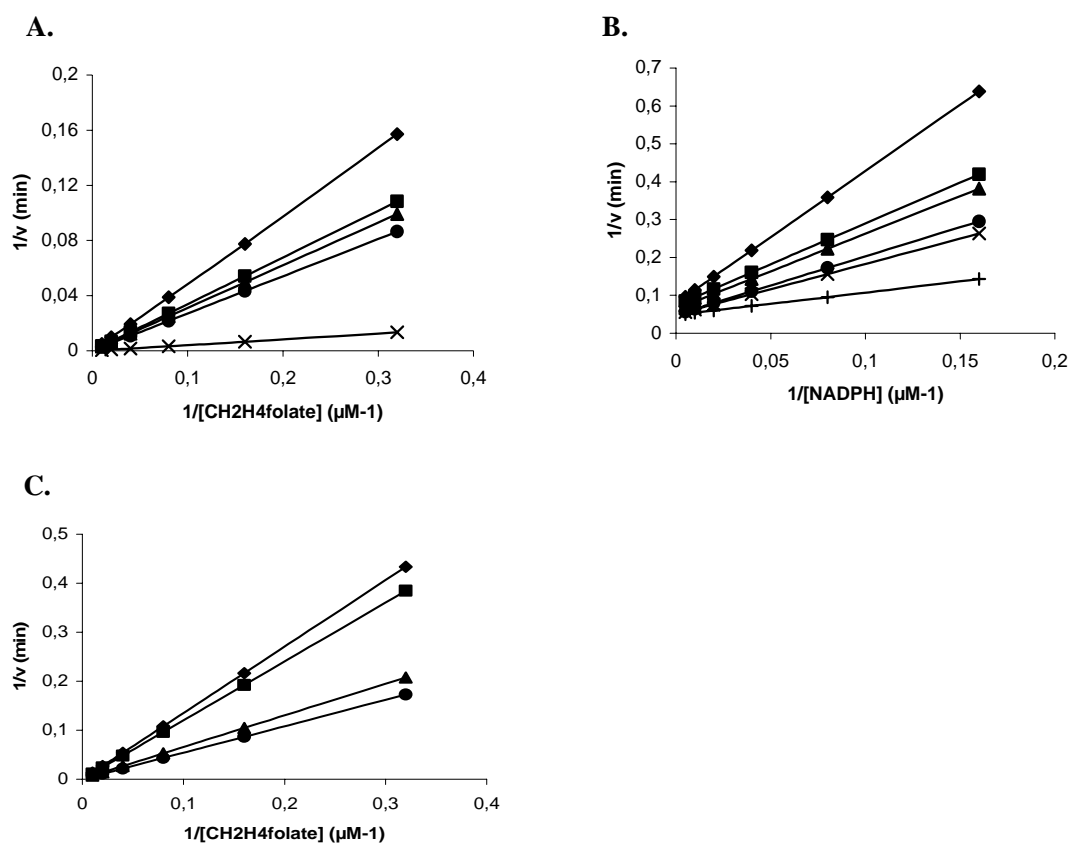 A.
0,2
0,16
0,12
0,08
0,04
0
1/v (min)
0 0,1 0,2 0,3 0,4
1/[CH2H4folate] (µM-1)
B.
0,7
0,6
0,5
0,4
0,3
0,2
0,1
0
1/v (min)
0 0,05 0,1 0,15 0,2
1/[NADPH] (µM-1)
C.
0,5
0,4
0,3
0,2
0,1
0
1/v (min)
0 0,1 0,2 0,3 0,4
1/[CH2H4folate] (µM-1)